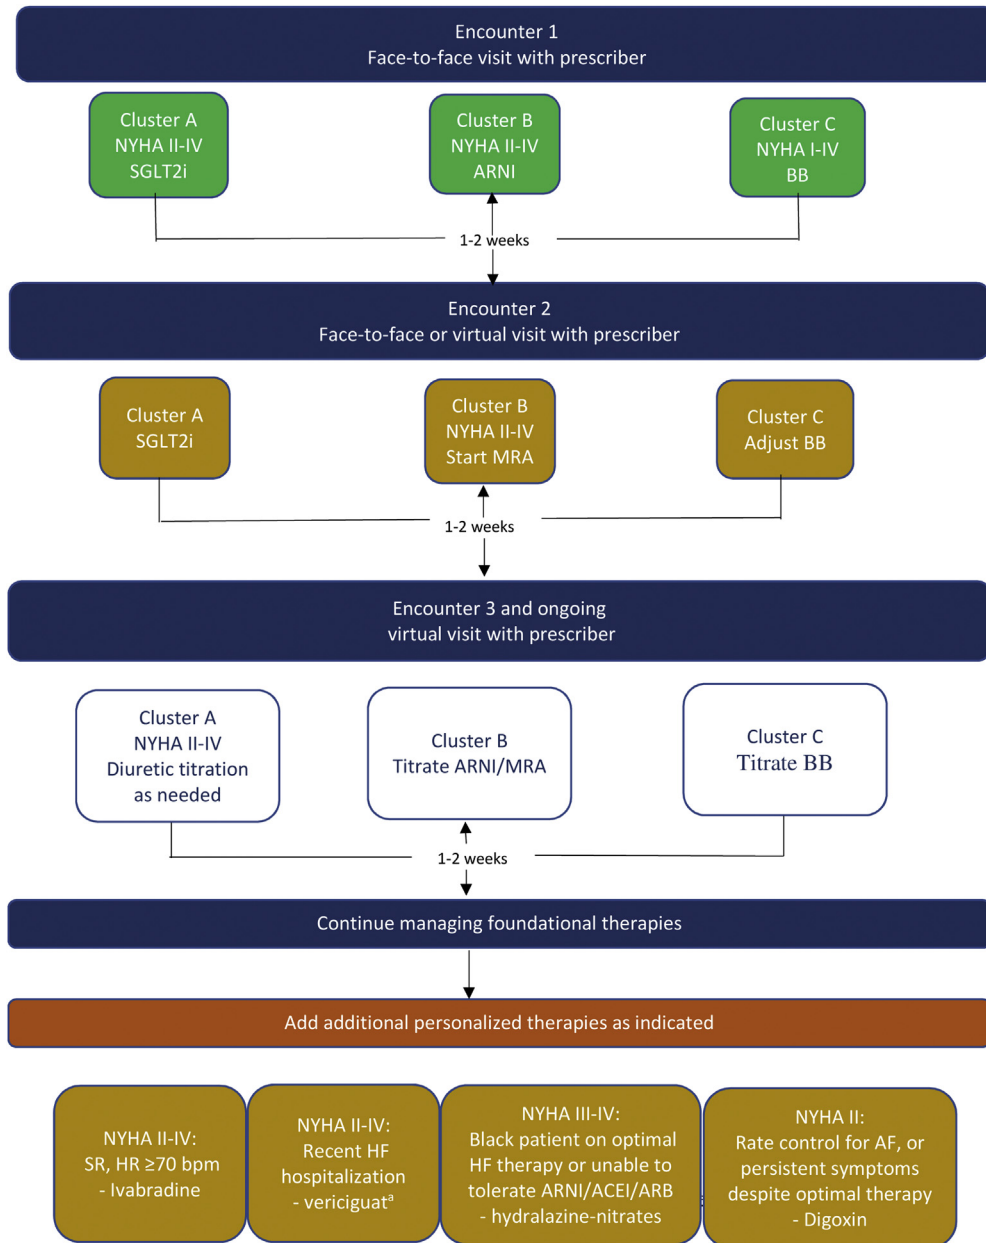 Encounter 1
Face-to-face visit with prescriber
Cluster A
NYHA II-IV
SGLT2i
Cluster B
NYHA II-IV
ARNI
Cluster C
NYHA I-IV
BB
1-2 weeks
Encounter 2
Face-to-face or virtual visit with prescriber
Cluster A
SGLT2i
Cluster B
NYHA II-IV
Start MRA
Cluster C
Adjust BB
1-2 weeks
Encounter 3 and ongoing
virtual visit with prescriber
Cluster A
NYHA II-IV
Diuretic titration
as needed
Cluster B
Titrate ARNI/MRA
Cluster C
Titrate BB
1-2 weeks
Continue managing foundational therapies
Add additional personalized therapies as indicated
NYHA II-IV:
SR, HR ≥70 bpm
- Ivabradine
NYHA II-IV:
Recent HF
hospitalization
- vericiguatᵃ
NYHA III-IV:
Black patient on optimal
HF therapy or unable to
tolerate ARNI/ACEI/ARB
- hydralazine-nitrates
NYHA II:
Rate control for AF, or
persistent symptoms
despite optimal therapy
- Digoxin